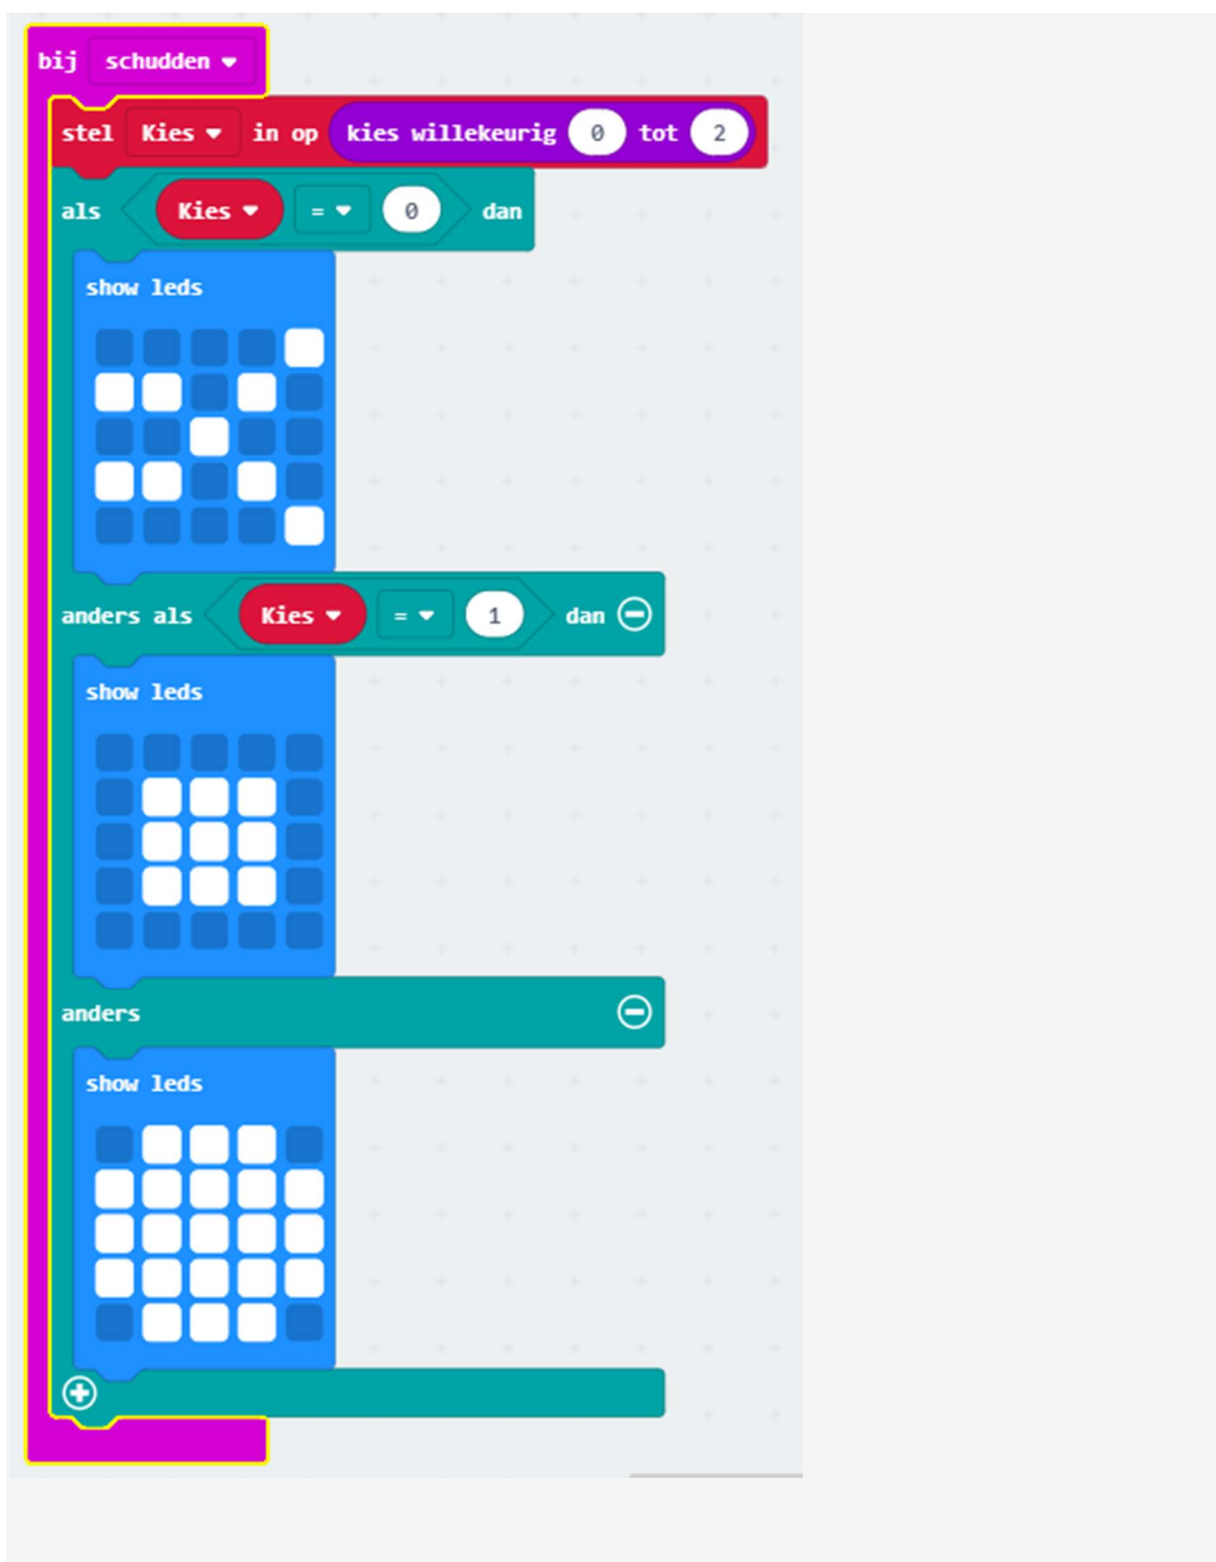 bij schudden
stel Kies in op kies willekeurig 0 tot 2
als Kies = 0 dan
show leds
anders als Kies = 1 dan
show leds
anders
show leds